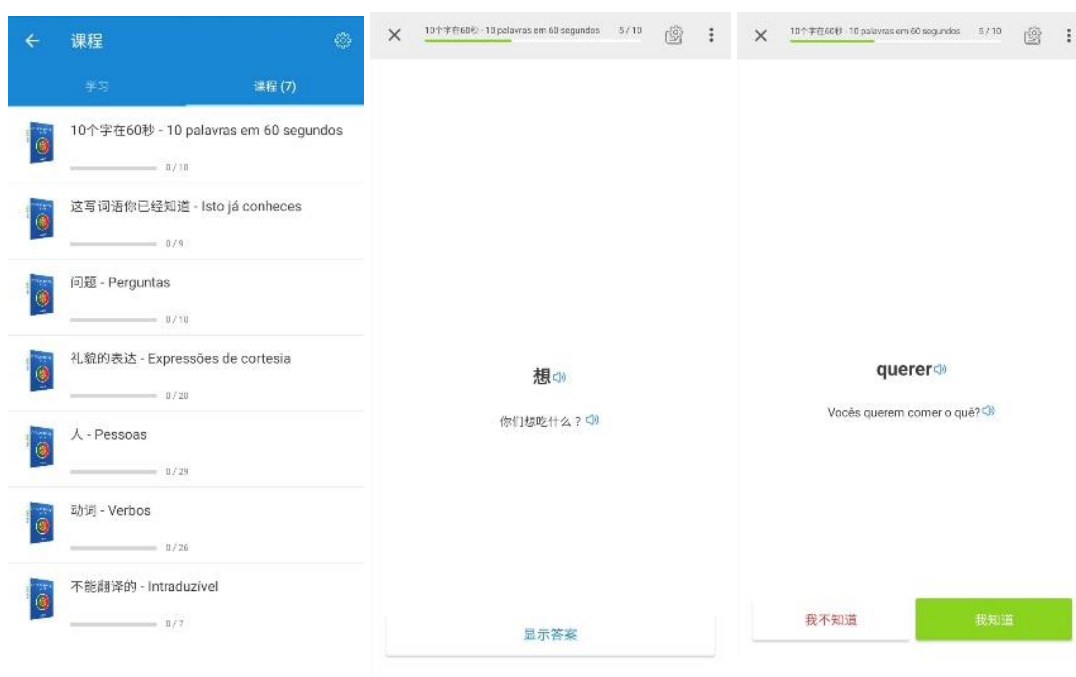 课程
学习
课程 (7)
10个字在60秒 - 10 palavras em 60 segundos
0/10
这写词语你已经知道 - Isto já conheces
0/9
问题 - Perguntas
0/10
礼貌的表达 - Expressões de cortesia
0/20
人 - Pessoas
0/29
动词 - Verbos
0/26
不能翻译的 - Intraduzível
0/7
10个字在60秒 - 10 palavras em 60 segundos 5/10
想
你们想吃什么？
显示答案
10个字在60秒 - 10 palavras em 60 segundos 5/10
querer
Vocês querem comer o quê?
我不知道
我知道